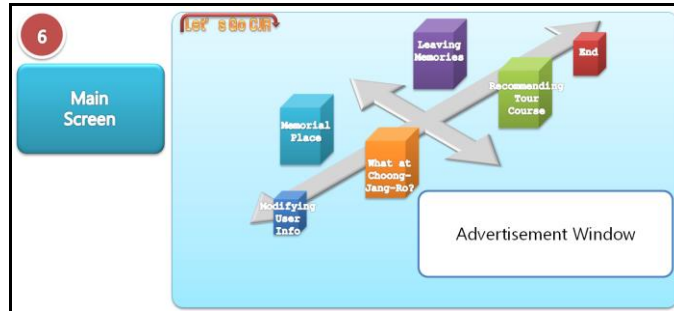 6
Main
Screen
Let's Go CJR
Leaving
Memories
End
Recommending
Tour
Course
Memorial
Place
What at
Choong-
Jang-Ro?
Modifying
User
Info
Advertisement Window